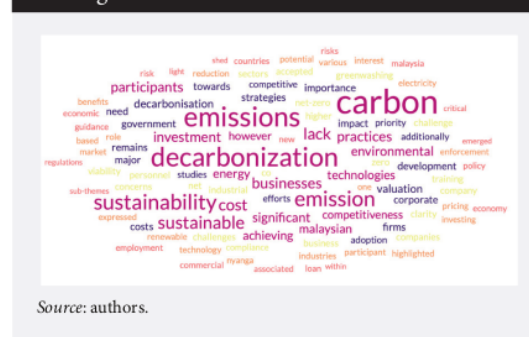 risks
shed countries potential various interest malaysia
risk light reduction sectors accepted greenwashing
participants towards competitive importance electricity
benefits decarbonisation strategies net-zero carbon critical
economic need emissions higher
guidance government impact priority challenge
based role investment however new lack practices additionally emerged
market remains decarbonization environmental enforcement
regulations major zero development policy
viability personnel studies energy co technologies training
sub-themes concerns net industrial businesses one valuation company
sustainability cost efforts emission corporate pricing economy
expressed sustainable significant competitiveness clarity investing
costs malaysian firms
renewable challenges achieving business adoption companies
employment technology compliance industries participant highlighted
commercial nyanga associated loan within
Source: authors.